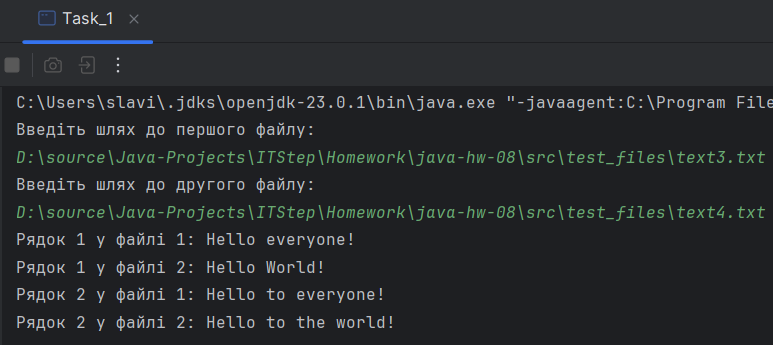 Task_1
C:\Users\slavi\.jdks\openjdk-23.0.1\bin\java.exe "-javaagent:C:\Program File
Введіть шлях до першого файлу:
D:\source\Java-Projects\ITStep\Homework\java-hw-08\src\test_files\text3.txt
Введіть шлях до другого файлу:
D:\source\Java-Projects\ITStep\Homework\java-hw-08\src\test_files\text4.txt
Рядок 1 у файлі 1: Hello everyone!
Рядок 1 у файлі 2: Hello World!
Рядок 2 у файлі 1: Hello to everyone!
Рядок 2 у файлі 2: Hello to the world!